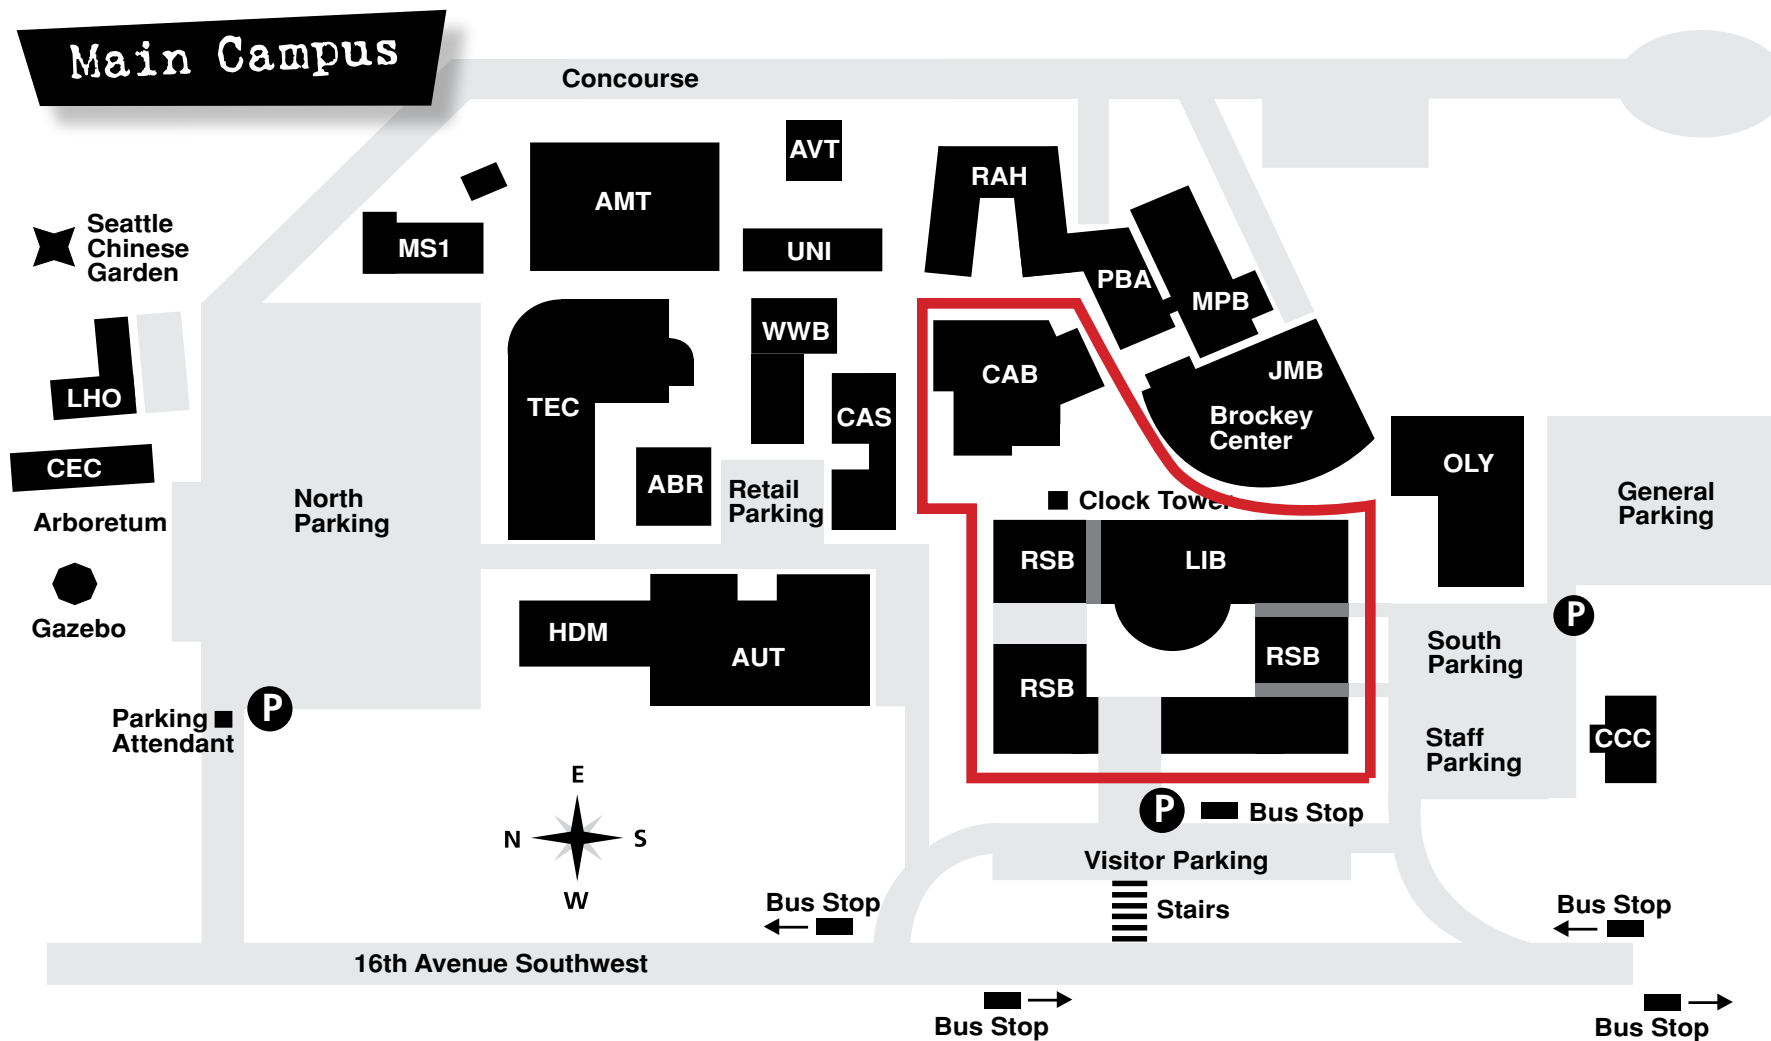 Main Campus
Concourse
AVT
RAH
AMT
Seattle
Chinese
Garden
MS1
UNI
PBA
MPB
WWB
CAB
JMB
LHO
TEC
CAS
Brockey
Center
CEC
OLY
ABR
Retail
Parking
North
Parking
Clock Tower
General
Parking
Arboretum
RSB
LIB
P
Gazebo
HDM
AUT
RSB
South
Parking
RSB
P
Parking
Attendant
Staff
Parking
CCC
E
N
S
W
P
Bus Stop
Visitor Parking
Bus Stop
Stairs
Bus Stop
16th Avenue Southwest
Bus Stop
Bus Stop